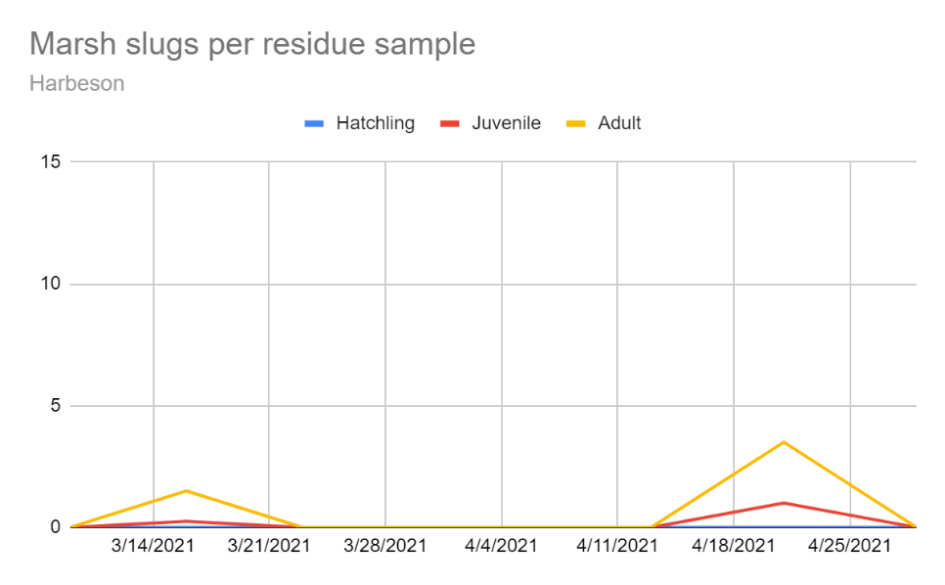 Marsh slugs per residue sample
Harbeson
Hatchling Juvenile Adult
15
10
5
0
3/14/2021 3/21/2021 3/28/2021 4/4/2021 4/11/2021 4/18/2021 4/25/2021